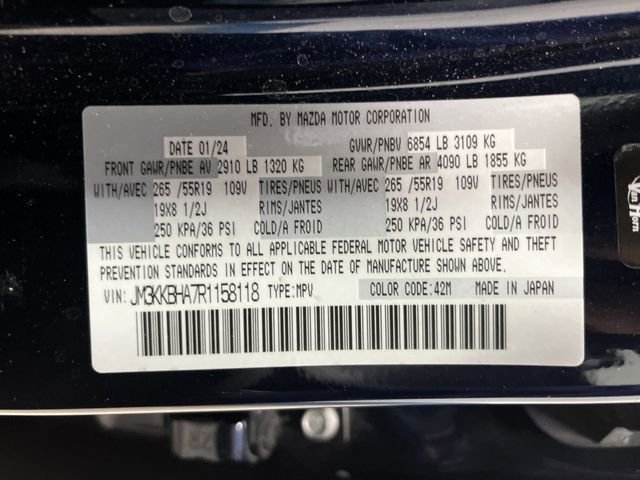 MFD. BY MAZDA MOTOR CORPORATION
DATE 01/24 GVWR/PNBV 6854 LB 3109 KG
FRONT GAWR/PNBE AV 2910 LB 1320 KG REAR GAWR/PNBE AR 4090 LB 1855 KG
WITH/AVEC 265 /55R19 109V TIRES/PNEUS WITH/AVEC 265 /55R19 109V TIRES/PNEUS
19X8 1/2J RIMS/JANTES 19X8 1/2J RIMS/JANTES
250 KPA/36 PSI COLD/A FROID 250 KPA/36 PSI COLD/A FROID
THIS VEHICLE CONFORMS TO ALL APPLICABLE FEDERAL MOTOR VEHICLE SAFETY AND THEFT
PREVENTION STANDARDS IN EFFECT ON THE DATE OF MANUFACTURE SHOWN ABOVE.
VIN: JM3KKBHA7R1158118 TYPE:MPV COLOR CODE:42M MADE IN JAPAN